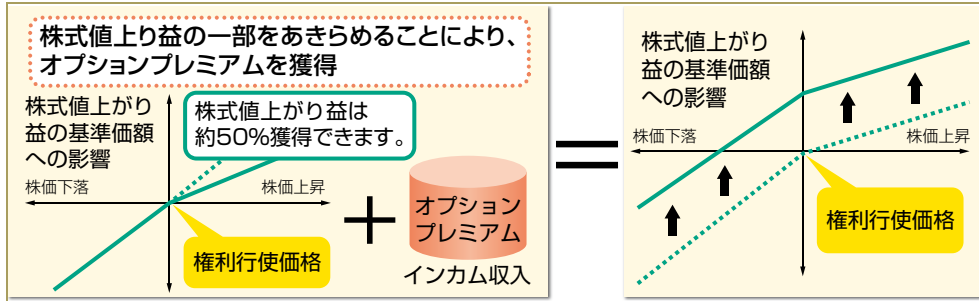 株式値上り益の一部をあきらめることにより、
オプションプレミアムを獲得
株式値上がり
益の基準価額
への影響
株式値上がり益は
約50%獲得できます。
株価下落
株価上昇
権利行使価格
＋
オプション
プレミアム
インカム収入
＝
株式値上がり
益の基準価額
への影響
株価下落
株価上昇
権利行使価格